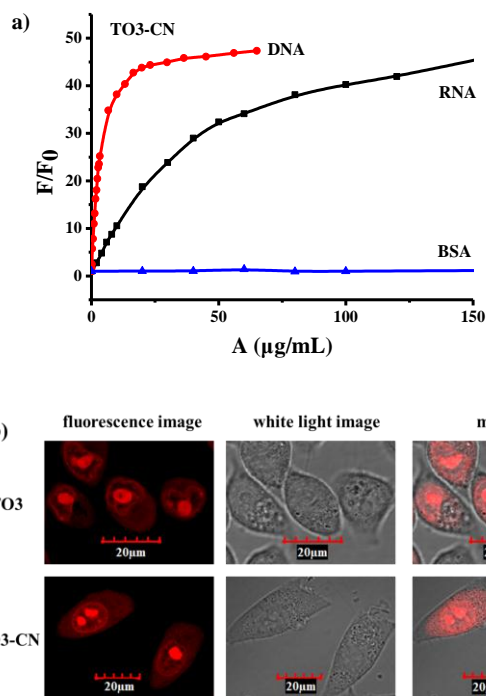 a)
TO3-CN
DNA
RNA
BSA
F/F0
50
40
30
20
10
0
0
50
100
150
A (µg/mL)
fluorescence image
white light image
20µm
20µm
20µm
20µm